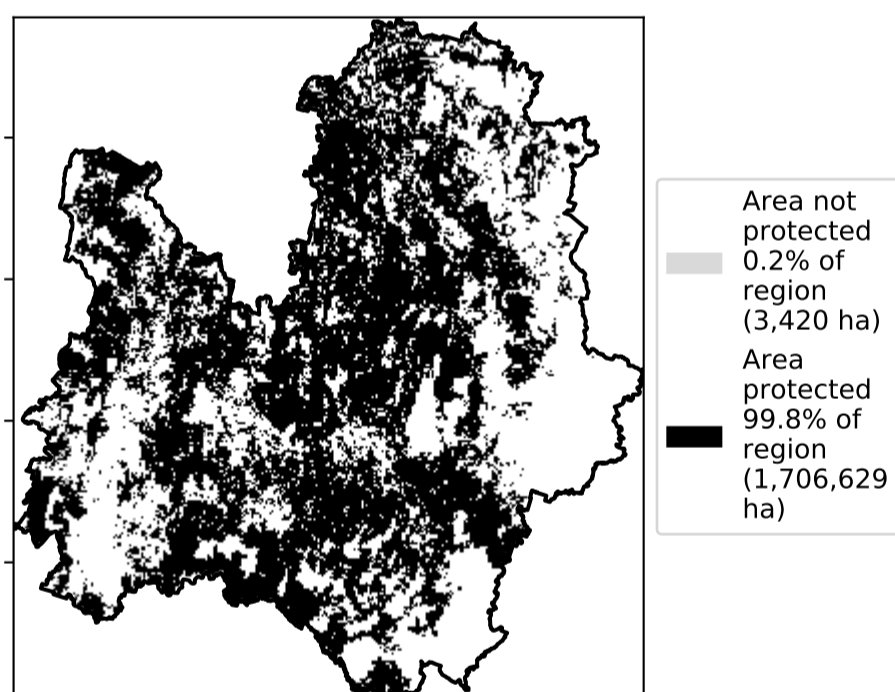 Area not
protected
0.2% of
region
(3,420 ha)
Area
protected
99.8% of
region
(1,706,629
ha)